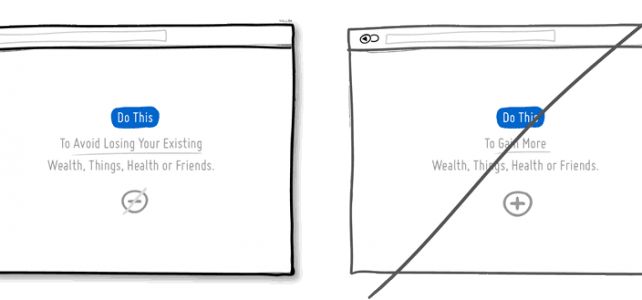 Do This
To Avoid Losing Your Existing
Wealth, Things, Health or Friends.
Do This
To Gain More
Wealth, Things, Health or Friends.